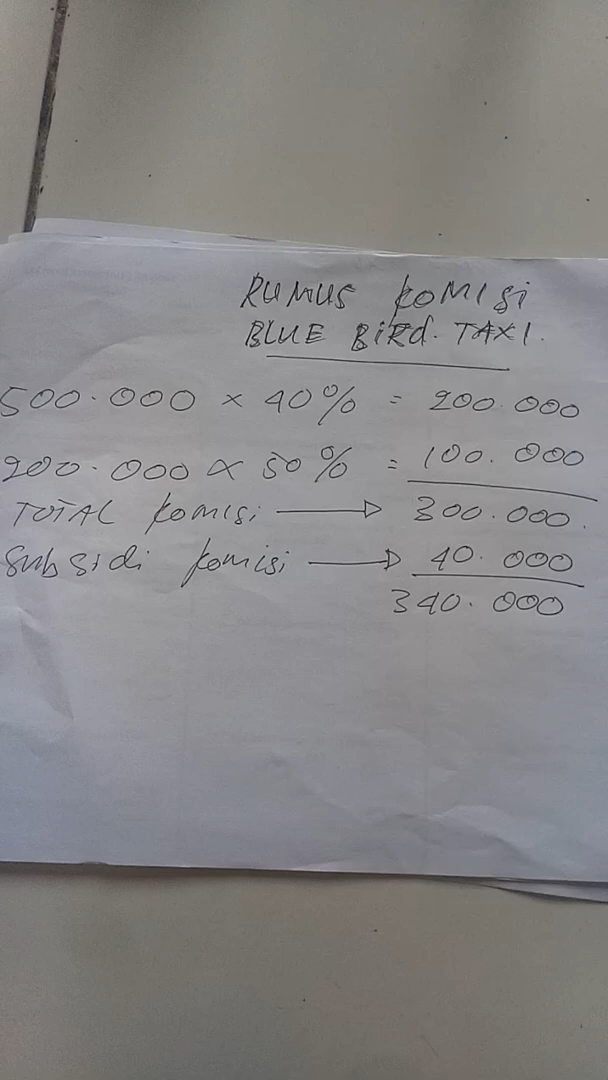 RUMUS KOMISI
BLUE BIRD. TAXI.
500.000 x 40% = 200.000
200.000 x 50% = 100.000
TOTAL KOMISI → 300.000.
Subsidi komisi → 40.000
340.000